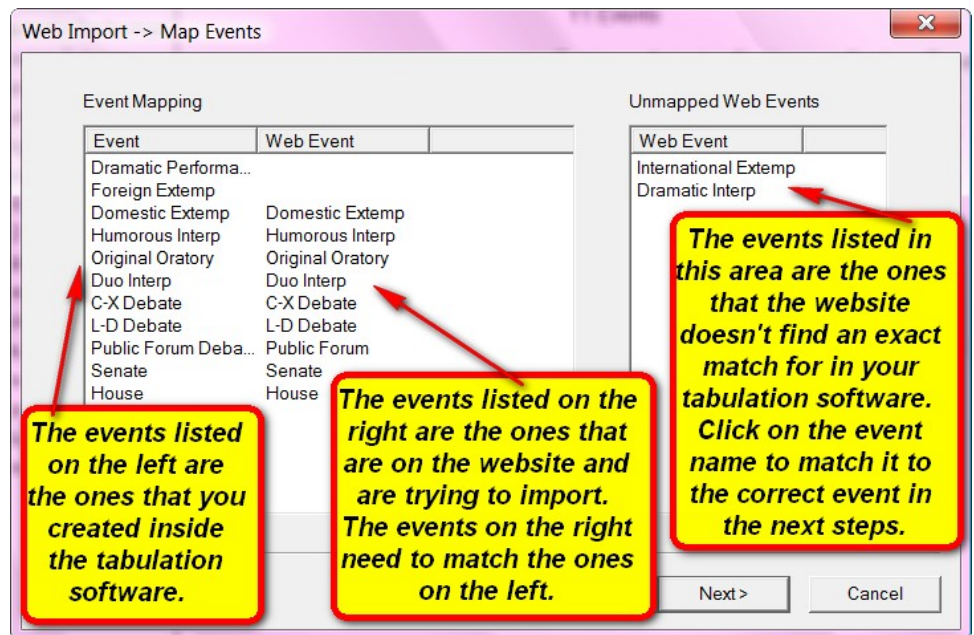 Web Import -> Map Events
Event Mapping
Unmapped Web Events
Event Web Event
Web Event
Dramatic Performa...
Foreign Extemp
Domestic Extemp Domestic Extemp
Humorous Interp Humorous Interp
Original Oratory Original Oratory
Duo Interp Duo Interp
C-X Debate C-X Debate
L-D Debate L-D Debate
Public Forum Deba... Public Forum
Senate Senate
House House
International Extemp
Dramatic Interp
The events listed
on the left are
the ones that you
created inside
the tabulation
software.
The events listed on the
right are the ones that
are on the website and
are trying to import.
The events on the right
need to match the ones
on the left.
The events listed in
this area are the ones
that the website
doesn't find an exact
match for in your
tabulation software.
Click on the event
name to match it to
the correct event in
the next steps.
Next >
Cancel